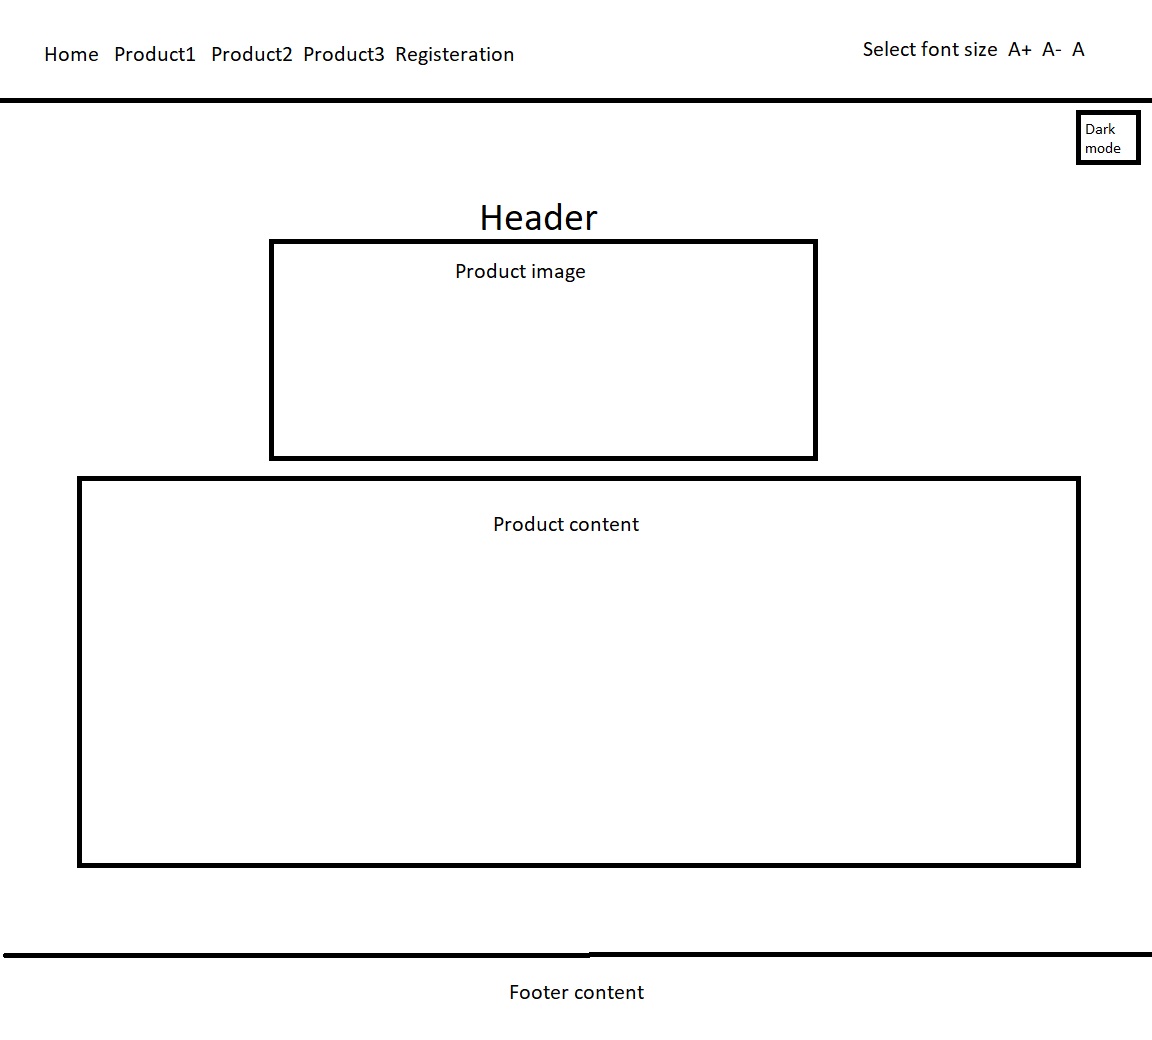 Home Product1 Product2 Product3 Registeration
Select font size A+ A- A
Dark
mode
Header
Product image
Product content
Footer content